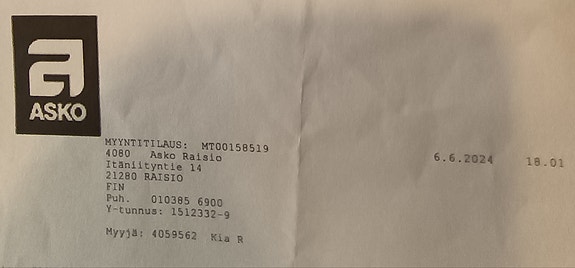 a
ASKO
MYYNTITILAUS: MT00158519
4080 Asko Raisio 6.6.2024 18.01
Itäniityntie 14
21280 RAISIO
FIN
Puh. 010385 6900
Y-tunnus: 1512332-9
Myyjä: 4059562 Kia R